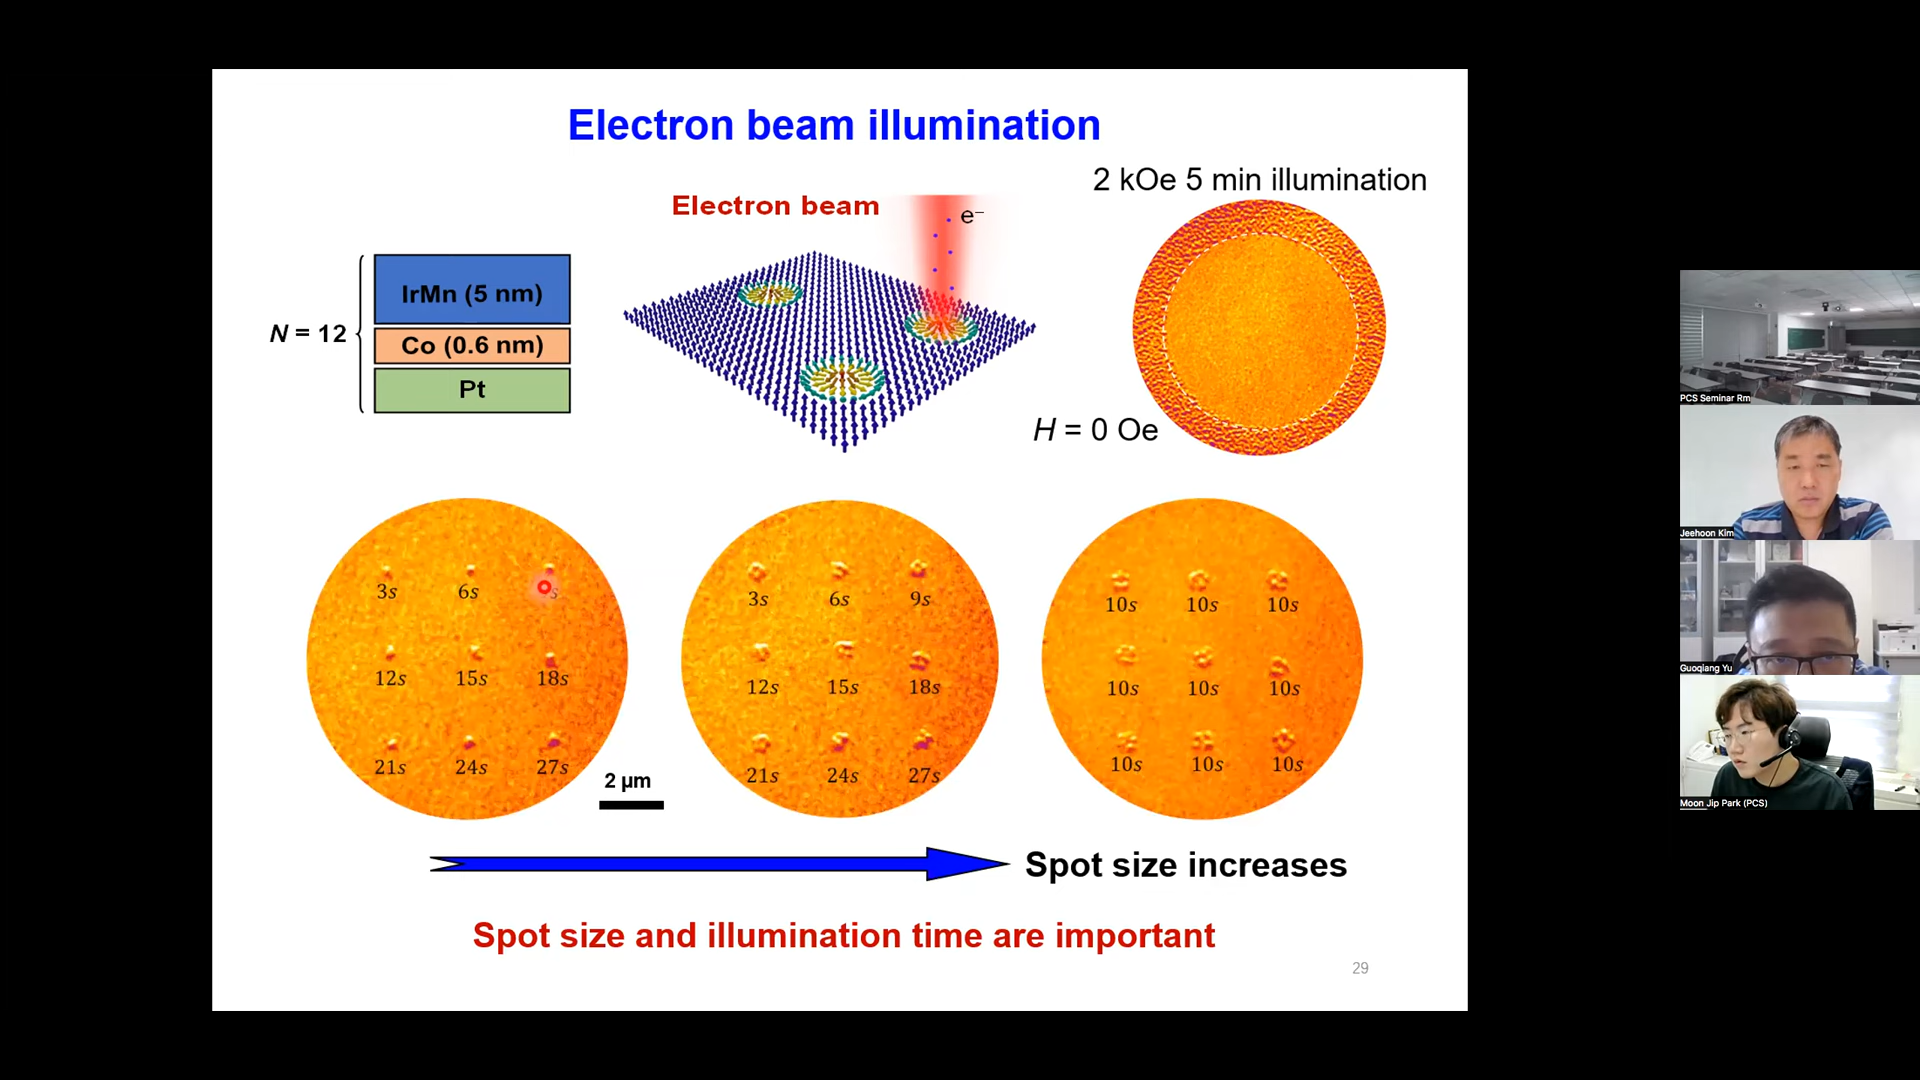 Electron beam illumination
2 kOe 5 min illumination
Electron beam
e⁻
IrMn (5 nm)
N = 12
Co (0.6 nm)
Pt
H = 0 Oe
3s 6s
12s 15s 18s
21s 24s 27s
2 µm
3s 6s 9s
12s 15s 18s
21s 24s 27s
10s 10s 10s
10s 10s 10s
10s 10s 10s
Spot size increases
Spot size and illumination time are important
29
PCS Seminar Rm
Jeehoon Kim
Guoqiang Yu
Moon Jip Park (PCS)